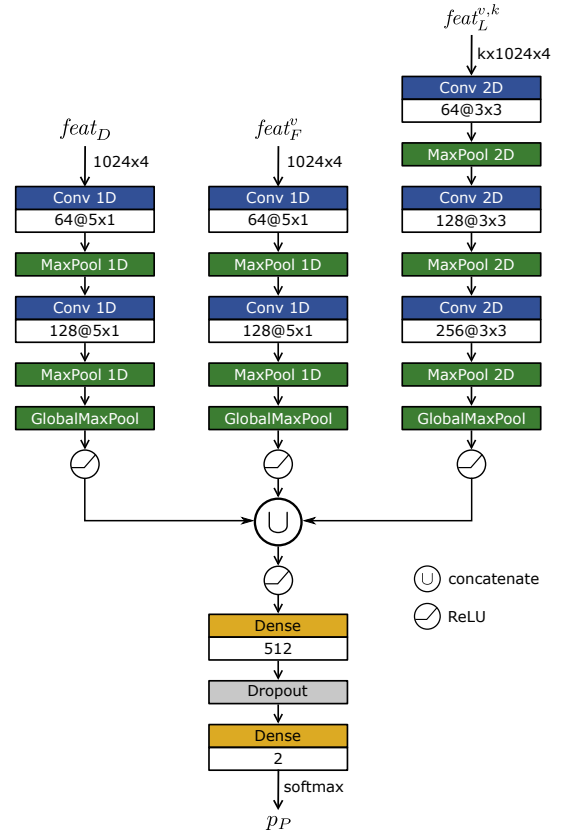 feat_D
1024x4
Conv 1D
64@5x1
MaxPool 1D
Conv 1D
128@5x1
MaxPool 1D
GlobalMaxPool
feat_F^v
1024x4
Conv 1D
64@5x1
MaxPool 1D
Conv 1D
128@5x1
MaxPool 1D
GlobalMaxPool
feat_L^{v,k}
kx1024x4
Conv 2D
64@3x3
MaxPool 2D
Conv 2D
128@3x3
MaxPool 2D
Conv 2D
256@3x3
MaxPool 2D
GlobalMaxPool
∪
Dense
512
Dropout
Dense
2
softmax
p_P
∪ concatenate
ReLU